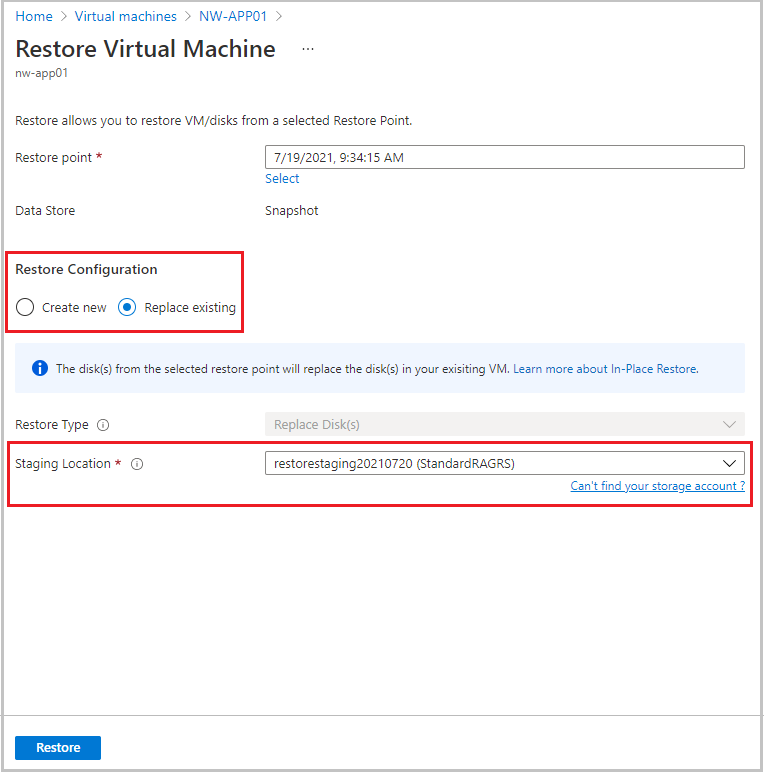 Home > Virtual machines > NW-APP01 >
Restore Virtual Machine ...
nw-app01
Restore allows you to restore VM/disks from a selected Restore Point.
Restore point * 7/19/2021, 9:34:15 AM
Select
Data Store Snapshot
Restore Configuration
Create new Replace existing
The disk(s) from the selected restore point will replace the disk(s) in your exisiting VM. Learn more about In-Place Restore.
Restore Type Replace Disk(s)
Staging Location * restorestaging20210720 (StandardRAGRS)
Can't find your storage account ?
Restore